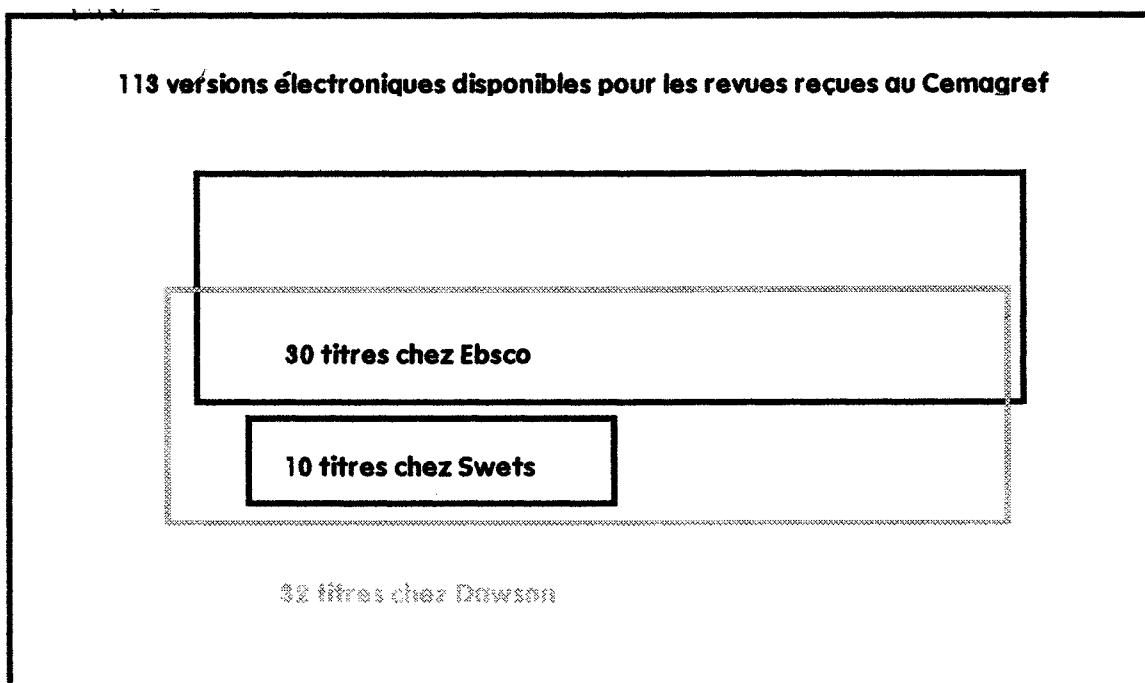 113 versions électroniques disponibles pour les revues reçues au Cemagref
30 titres chez Ebsco
10 titres chez Swets
32 titres chez Dawson